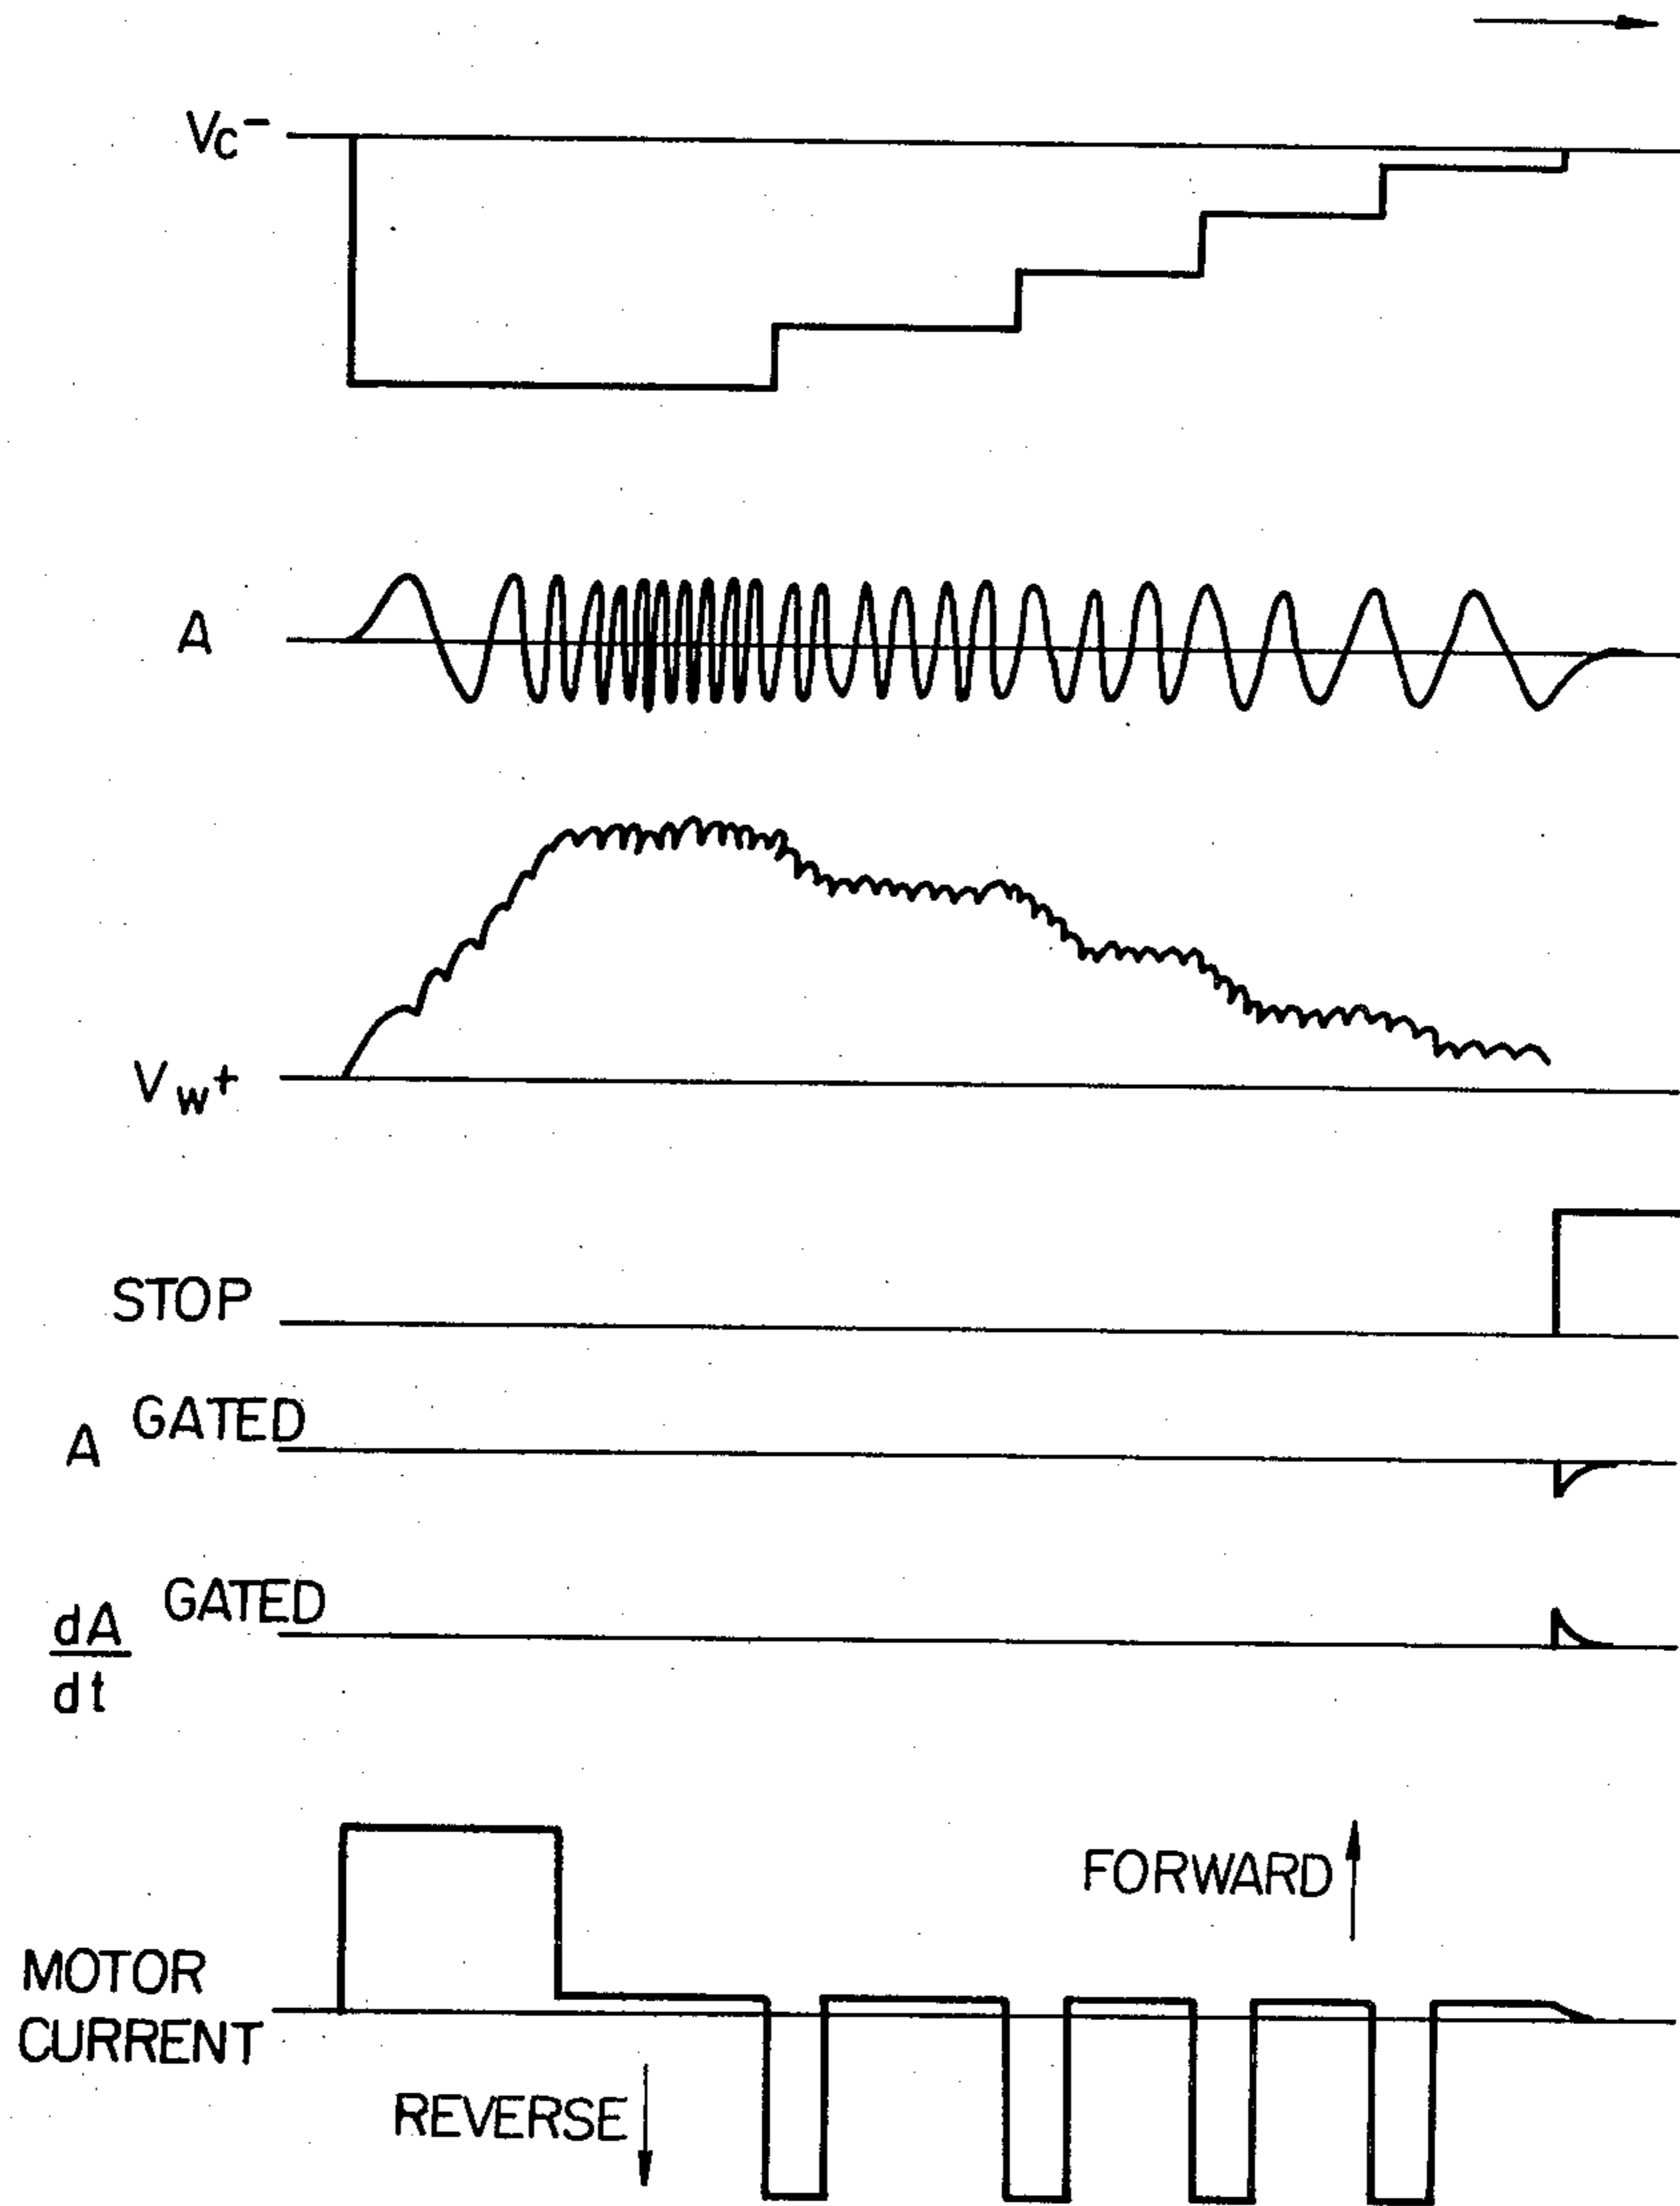 Vc-
A
Vw+
STOP
A GATED
dA/dt GATED
FORWARD
MOTOR
CURRENT
REVERSE